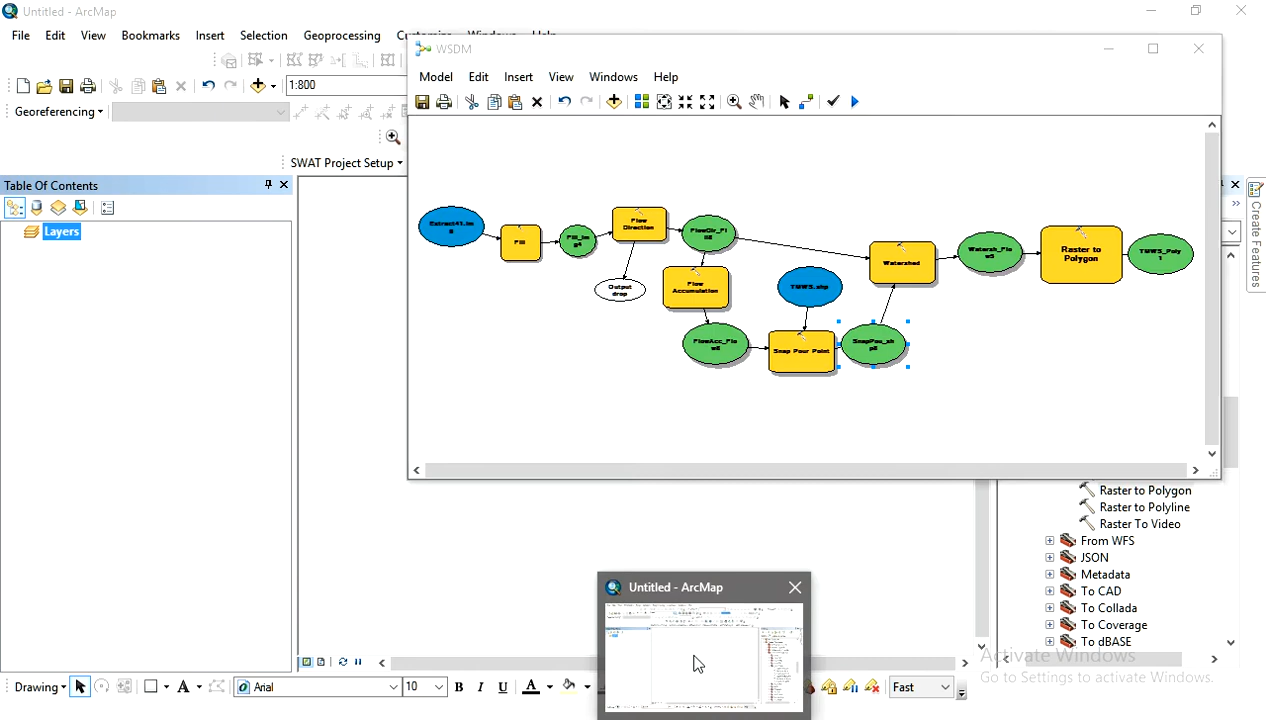 Untitled - ArcMap
File Edit View Bookmarks Insert Selection Geoprocessing
WSDM
Model Edit Insert View Windows Help
1:800
Georeferencing
SWAT Project Setup
Table Of Contents
Layers
Create Features
Fill
Flow Direction
Output drop
Flow Accumulation
TMWS.shp
Snap Pour Point
Watershed
Raster to Polygon
Raster to Polygon
Raster to Polyline
Raster To Video
From WFS
JSON
Metadata
To CAD
To Collada
To Coverage
To dBASE
Untitled - ArcMap
Activate Windows
Go to Settings to activate Windows.
Drawing A Arial 10 B I U A Fast